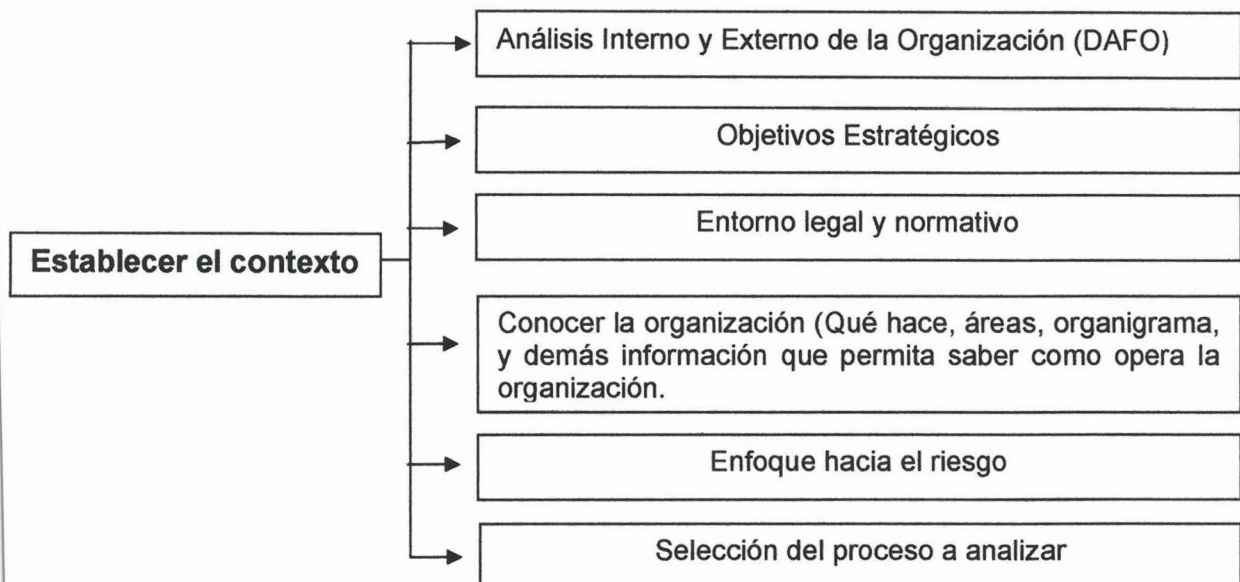 Análisis Interno y Externo de la Organización (DAFO)
Objetivos Estratégicos
Entorno legal y normativo
Establecer el contexto
Conocer la organización (Qué hace, áreas, organigrama,
y demás información que permita saber como opera la
organización.
Enfoque hacia el riesgo
Selección del proceso a analizar